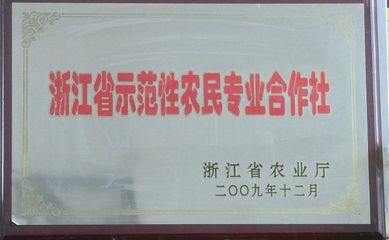 浙江省示范性农民专业合作社
浙江省农业厅
二〇〇九年十二月